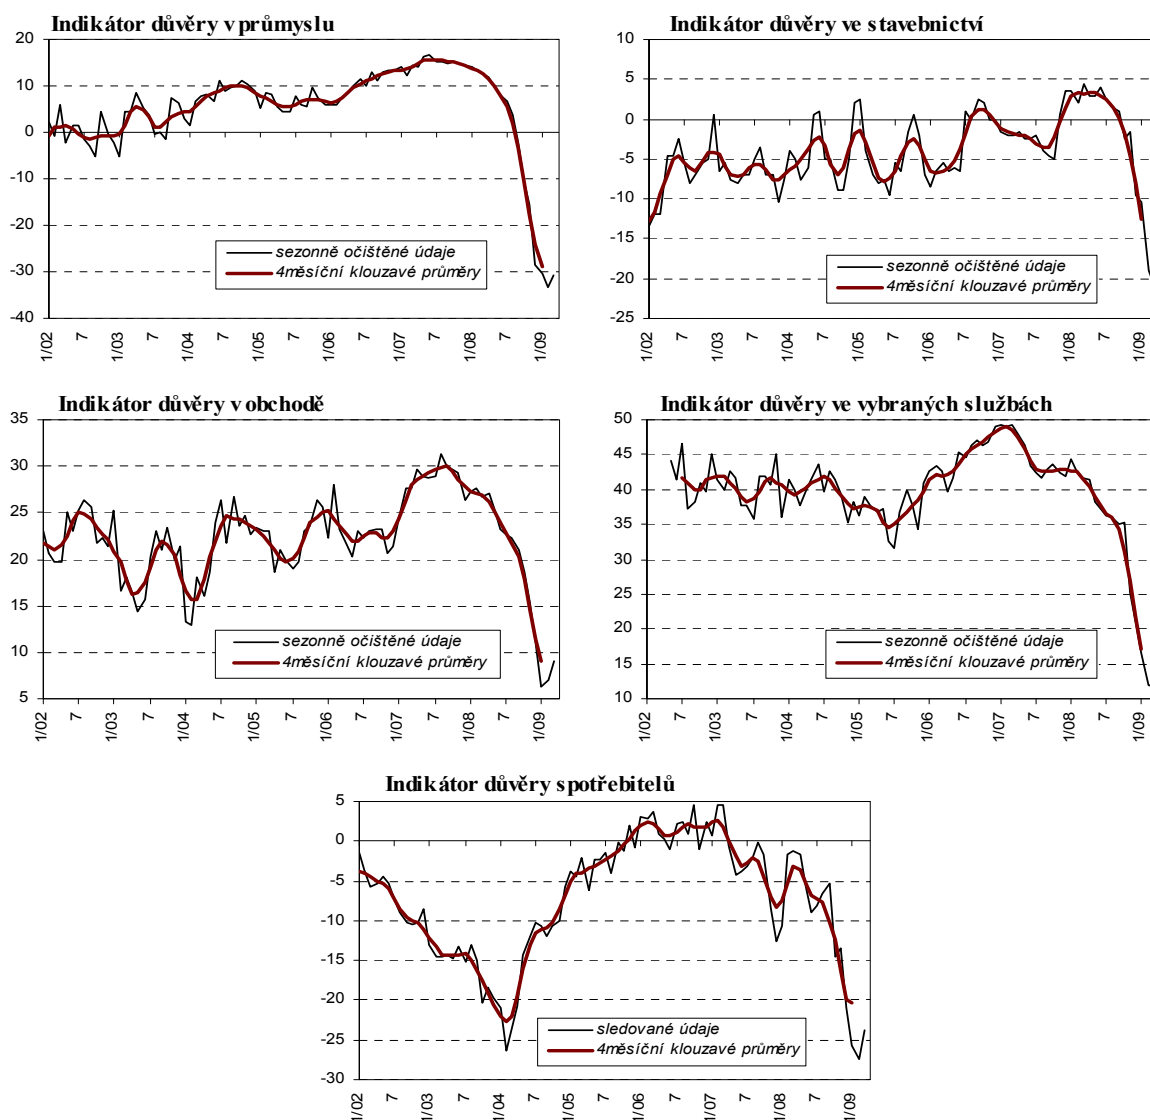 Indikátor důvěry v průmyslu
20
10
0
-10
-20
-30
-40
sezonně očištěné údaje
4měsíční klouzavé průměry
1/02 7 1/03 7 1/04 7 1/05 7 1/06 7 1/07 7 1/08 7 1/09
Indikátor důvěry ve stavebnictví
10
5
0
-5
-10
-15
-20
-25
sezonně očištěné údaje
4měsíční klouzavé průměry
1/02 7 1/03 7 1/04 7 1/05 7 1/06 7 1/07 7 1/08 7 1/09
Indikátor důvěry v obchodě
35
30
25
20
15
10
5
sezonně očištěné údaje
4měsíční klouzavé průměry
1/02 7 1/03 7 1/04 7 1/05 7 1/06 7 1/07 7 1/08 7 1/09
Indikátor důvěry ve vybraných službách
50
45
40
35
30
25
20
15
10
sezonně očištěné údaje
4měsíční klouzavé průměry
1/02 7 1/03 7 1/04 7 1/05 7 1/06 7 1/07 7 1/08 7 1/09
Indikátor důvěry spotřebitelů
5
0
-5
-10
-15
-20
-25
-30
sledované údaje
4měsíční klouzavé průměry
1/02 7 1/03 7 1/04 7 1/05 7 1/06 7 1/07 7 1/08 7 1/09